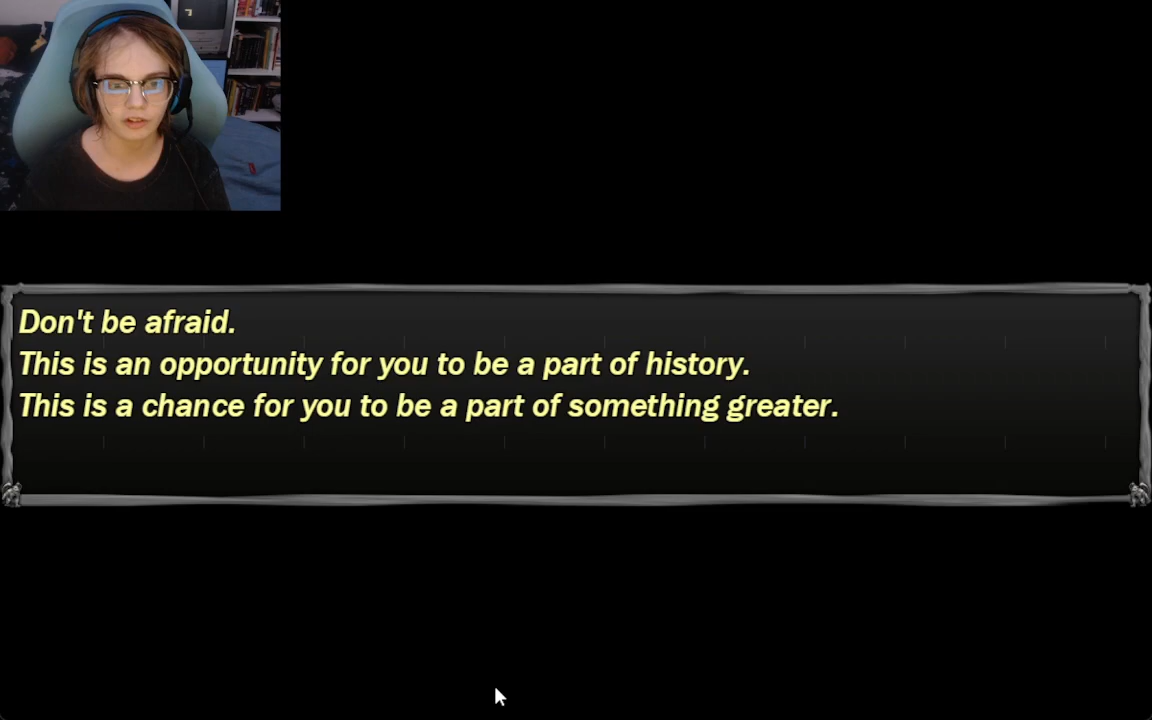 Don't be afraid.
This is an opportunity for you to be a part of history.
This is a chance for you to be a part of something greater.